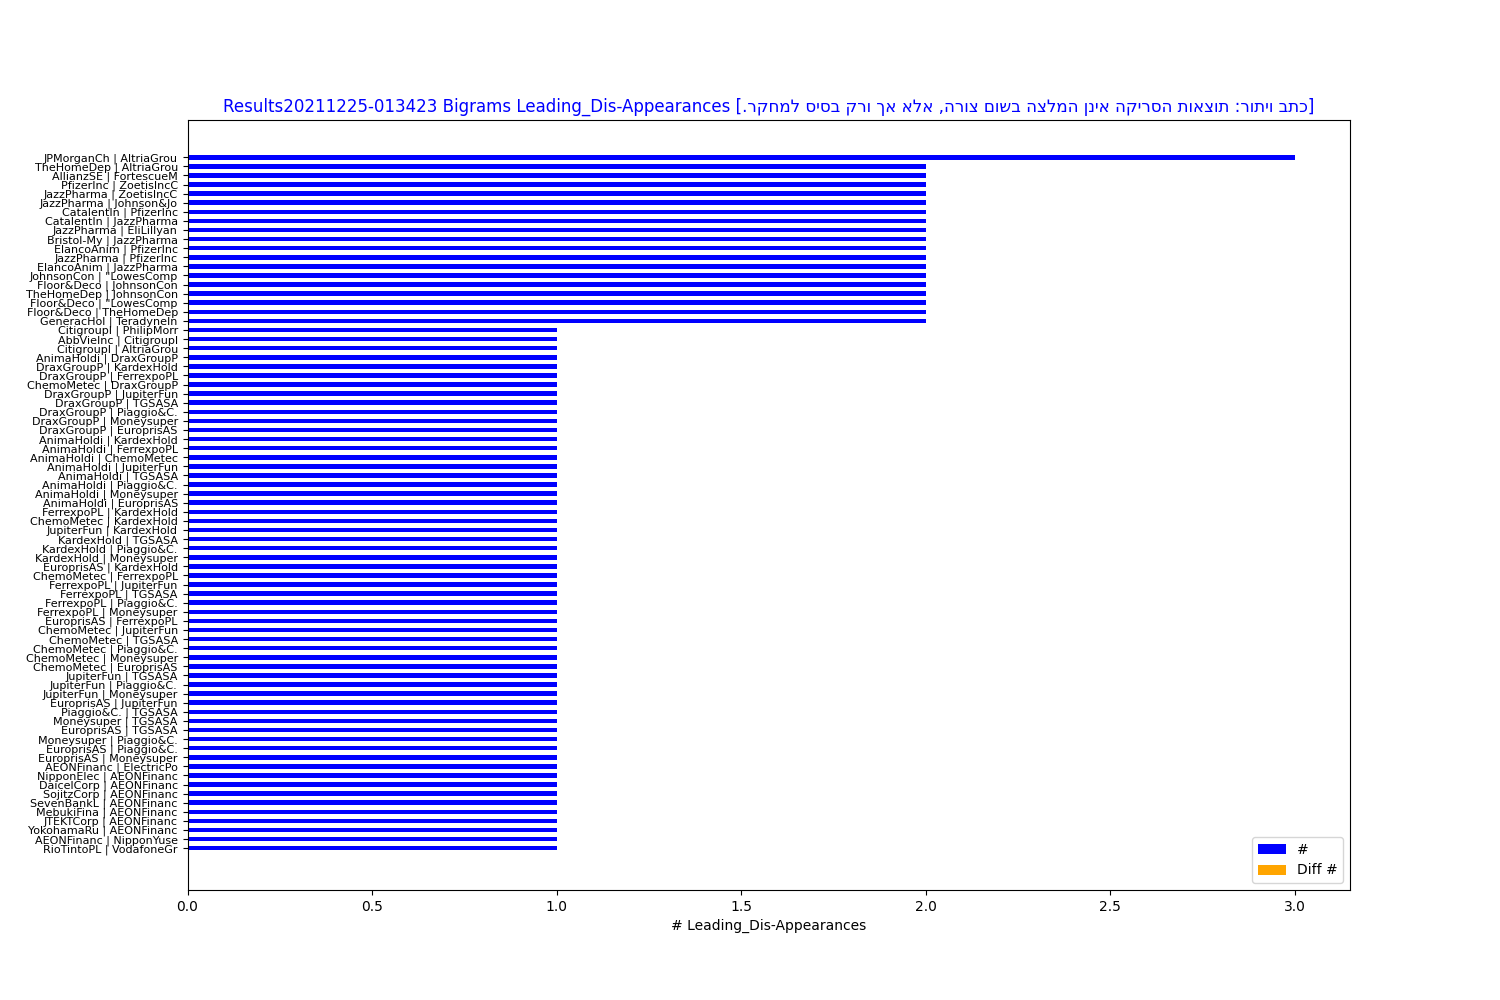 Results20211225-013423 Bigrams Leading_Dis-Appearances [כתב ויתור: תוצאות הסריקה אינן המלצה בשום צורה, אלא אך ורק בסיס למחקר.]
JPMorganCh | AltriaGrou
TheHomeDep | AltriaGrou
AllianzSE | FortescueM
PfizerInc | ZoetisIncC
JazzPharma | ZoetisIncC
JazzPharma | Johnson&Jo
CatalentIn | PfizerInc
CatalentIn | JazzPharma
JazzPharma | EliLillyan
Bristol-My | JazzPharma
ElancoAnim | PfizerInc
JazzPharma | PfizerInc
ElancoAnim | JazzPharma
JohnsonCon | "LowesComp
Floor&Deco | JohnsonCon
TheHomeDep | JohnsonCon
Floor&Deco | "LowesComp
Floor&Deco | TheHomeDep
GeneracHol | TeradyneIn
CitigroupI | PhilipMorr
AbbVieInc | CitigroupI
CitigroupI | AltriaGrou
AnimaHoldi | DraxGroupP
DraxGroupP | KardexHold
DraxGroupP | FerrexpoPL
ChemoMetec | DraxGroupP
DraxGroupP | JupiterFun
DraxGroupP | TGSASA
DraxGroupP | Piaggio&C.
DraxGroupP | Moneysuper
DraxGroupP | EuroprisAS
AnimaHoldi | KardexHold
AnimaHoldi | FerrexpoPL
AnimaHoldi | ChemoMetec
AnimaHoldi | JupiterFun
AnimaHoldi | TGSASA
AnimaHoldi | Piaggio&C.
AnimaHoldi | Moneysuper
AnimaHoldi | EuroprisAS
FerrexpoPL | KardexHold
ChemoMetec | KardexHold
JupiterFun | KardexHold
KardexHold | TGSASA
KardexHold | Piaggio&C.
KardexHold | Moneysuper
EuroprisAS | KardexHold
ChemoMetec | FerrexpoPL
FerrexpoPL | JupiterFun
FerrexpoPL | TGSASA
FerrexpoPL | Piaggio&C.
FerrexpoPL | Moneysuper
EuroprisAS | FerrexpoPL
ChemoMetec | JupiterFun
ChemoMetec | TGSASA
ChemoMetec | Piaggio&C.
ChemoMetec | Moneysuper
ChemoMetec | EuroprisAS
JupiterFun | TGSASA
JupiterFun | Piaggio&C.
JupiterFun | Moneysuper
EuroprisAS | JupiterFun
Piaggio&C. | TGSASA
Moneysuper | TGSASA
EuroprisAS | TGSASA
Moneysuper | Piaggio&C.
EuroprisAS | Piaggio&C.
EuroprisAS | Moneysuper
AEONFinanc | ElectricPo
NipponElec | AEONFinanc
DaicelCorp | AEONFinanc
SojitzCorp | AEONFinanc
SevenBankL | AEONFinanc
MebukiFina | AEONFinanc
JTEKTCorp | AEONFinanc
YokohamaRu | AEONFinanc
AEONFinanc | NipponYuse
RioTintoPL | VodafoneGr
#
Diff #
0.0 0.5 1.0 1.5 2.0 2.5 3.0
# Leading_Dis-Appearances